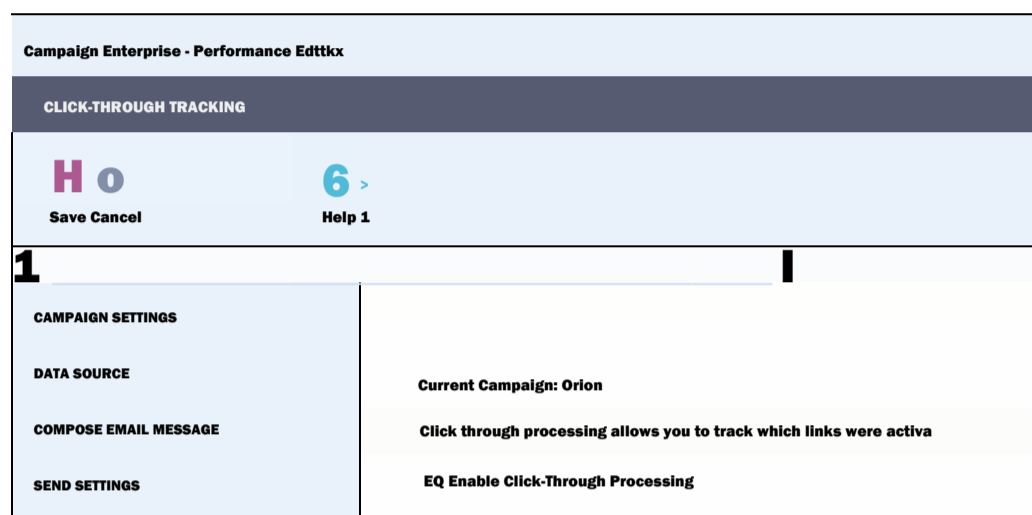 Campaign Enterprise - Performance Edttkx
CLICK-THROUGH TRACKING
H o 6 >
Save Cancel Help 1
1 I
CAMPAIGN SETTINGS
DATA SOURCE
Current Campaign: Orion
COMPOSE EMAIL MESSAGE
Click through processing allows you to track which links were activa
SEND SETTINGS
EQ Enable Click-Through Processing